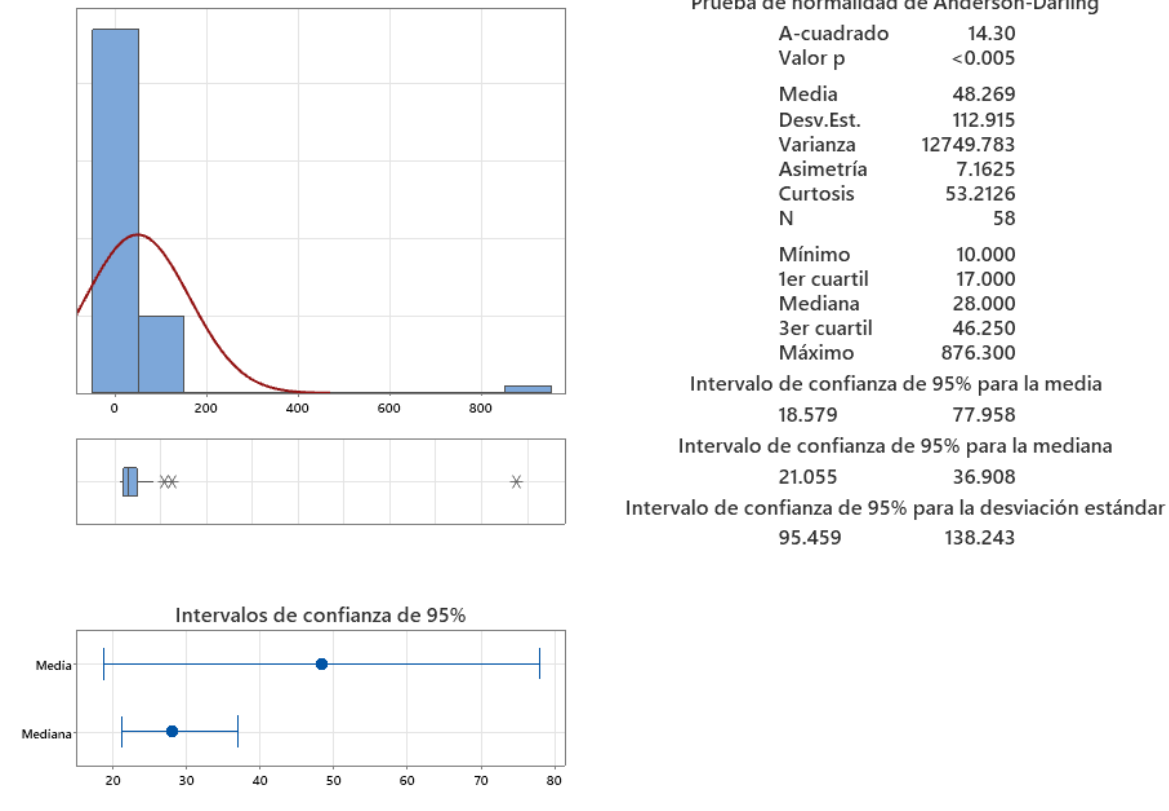 Prueba de normalidad de Anderson-Darling
A-cuadrado 14.30
Valor p <0.005
Media 48.269
Desv.Est. 112.915
Varianza 12749.783
Asimetría 7.1625
Curtosis 53.2126
N 58
Mínimo 10.000
1er cuartil 17.000
Mediana 28.000
3er cuartil 46.250
Máximo 876.300
Intervalo de confianza de 95% para la media
18.579 77.958
Intervalo de confianza de 95% para la mediana
21.055 36.908
Intervalo de confianza de 95% para la desviación estándar
95.459 138.243
0 200 400 600 800
Intervalos de confianza de 95%
Media
Mediana
20 30 40 50 60 70 80